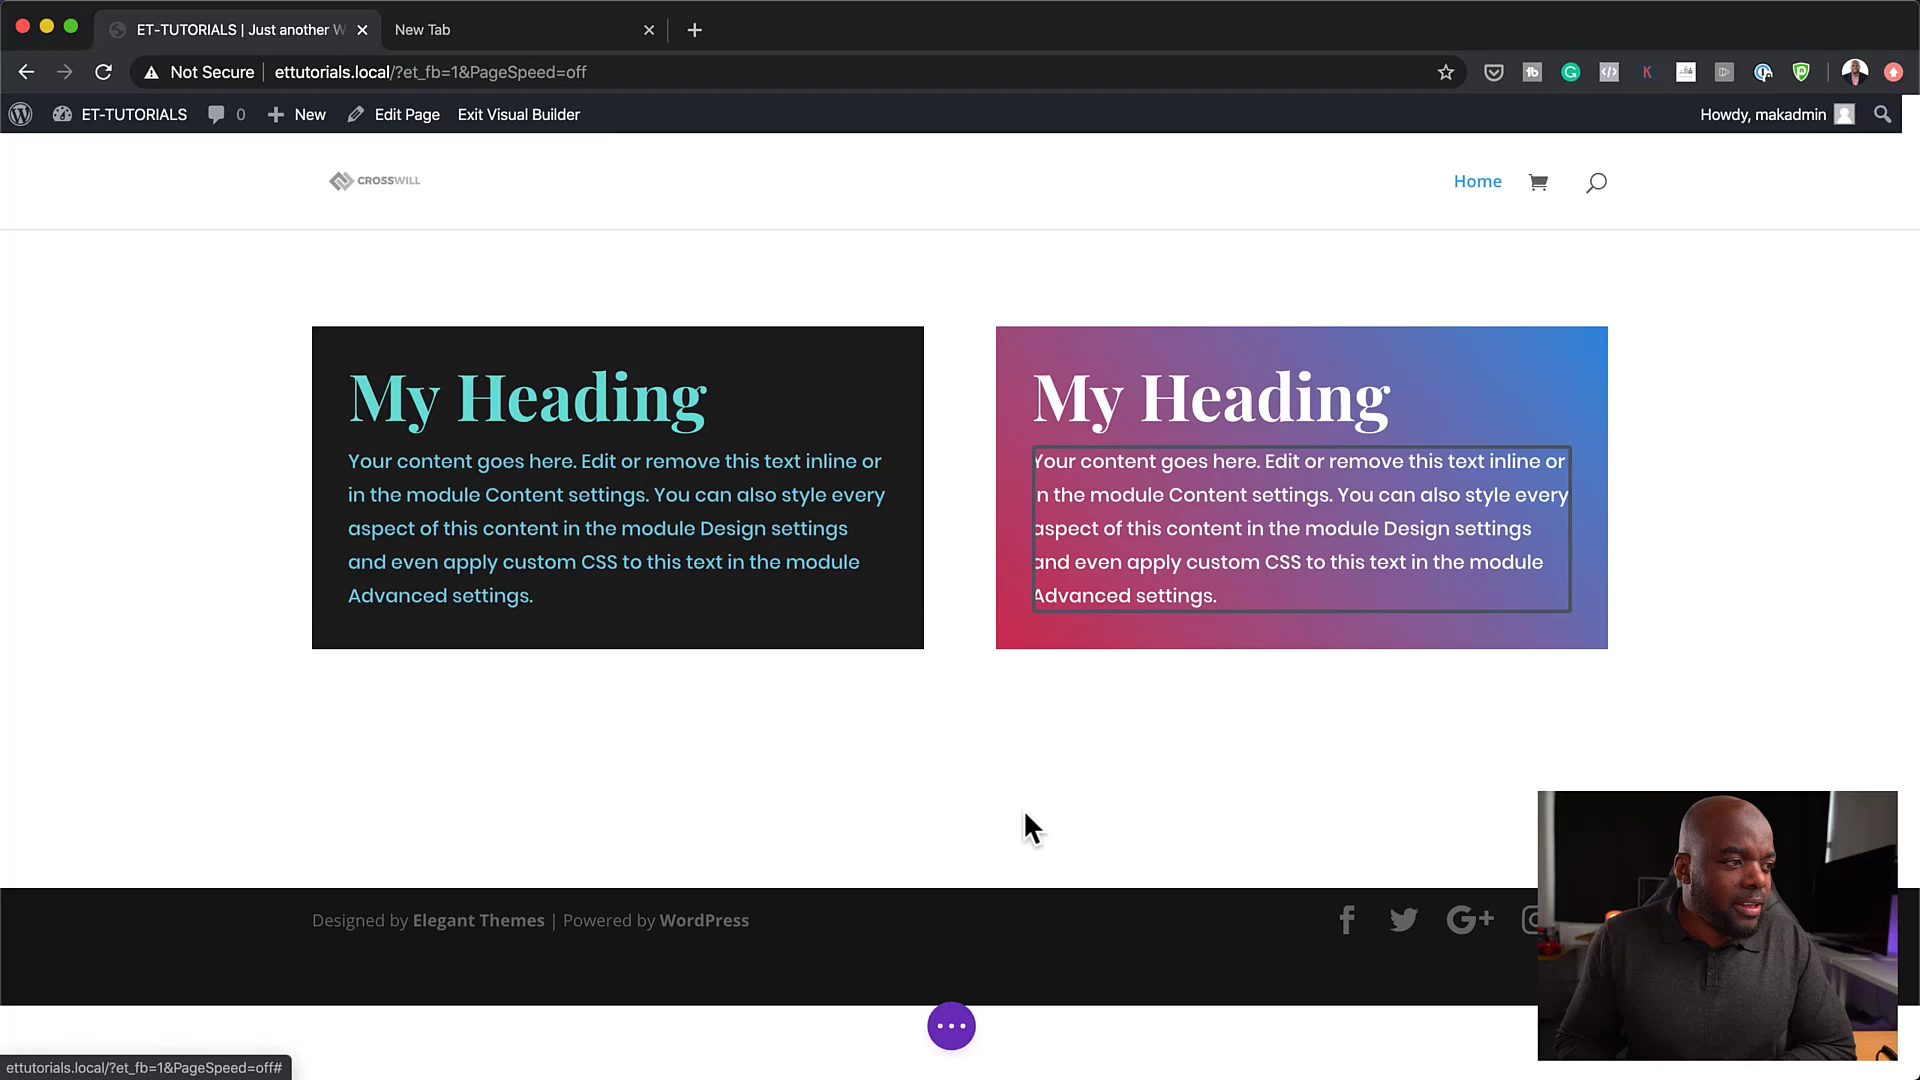 ET-TUTORIALS | Just another W
New Tab
Not Secure
ettutorials.local/?et_fb=1&PageSpeed=off
ET-TUTORIALS
0
New
Edit Page
Exit Visual Builder
Howdy, makadmin
CROSSWILL
Home
My Heading
Your content goes here. Edit or remove this text inline or
in the module Content settings. You can also style every
aspect of this content in the module Design settings
and even apply custom CSS to this text in the module
Advanced settings.
My Heading
Your content goes here. Edit or remove this text inline or
in the module Content settings. You can also style every
aspect of this content in the module Design settings
and even apply custom CSS to this text in the module
Advanced settings.
Designed by Elegant Themes | Powered by WordPress
G+
ettutorials.local/?et_fb=1&PageSpeed=off#